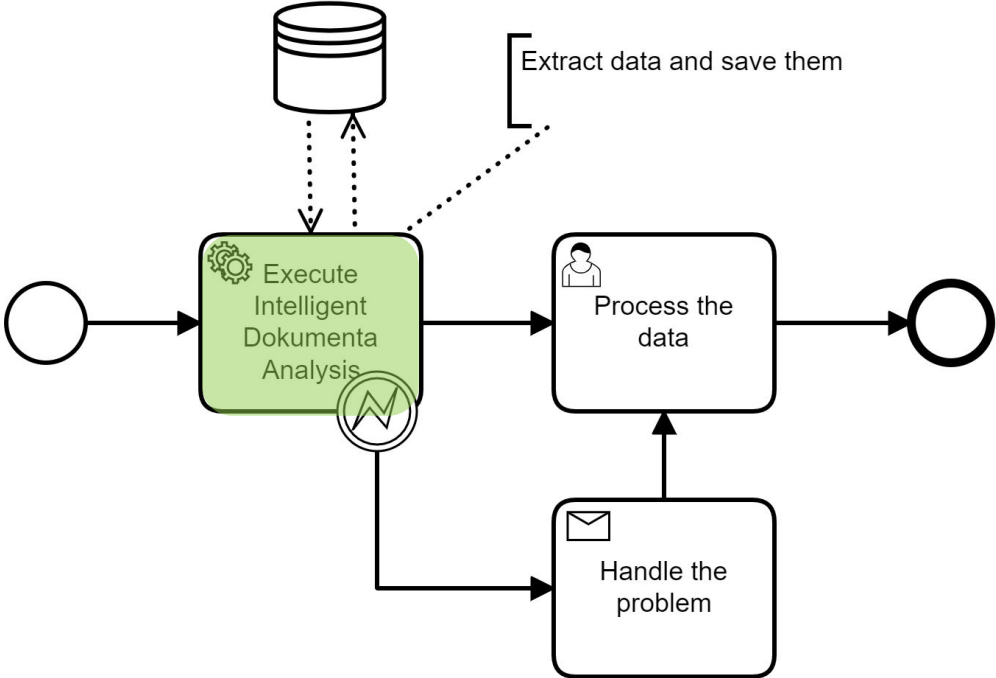 Extract data and save them
Execute
Intelligent
Dokumenta
Analysis
Process the
data
Handle the
problem